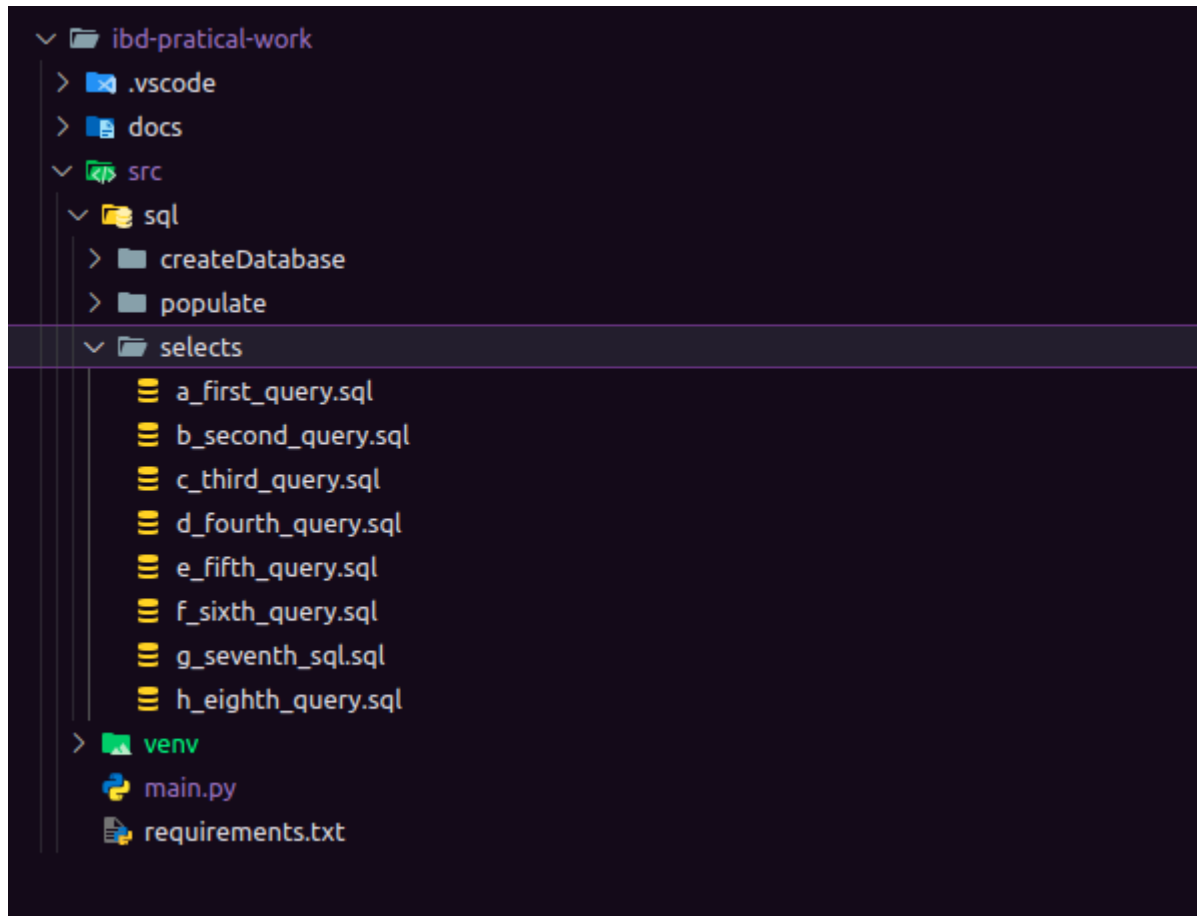 ibd-pratical-work
.vscode
docs
src
sql
createDatabase
populate
selects
a_first_query.sql
b_second_query.sql
c_third_query.sql
d_fourth_query.sql
e_fifth_query.sql
f_sixth_query.sql
g_seventh_sql.sql
h_eighth_query.sql
venv
main.py
requirements.txt